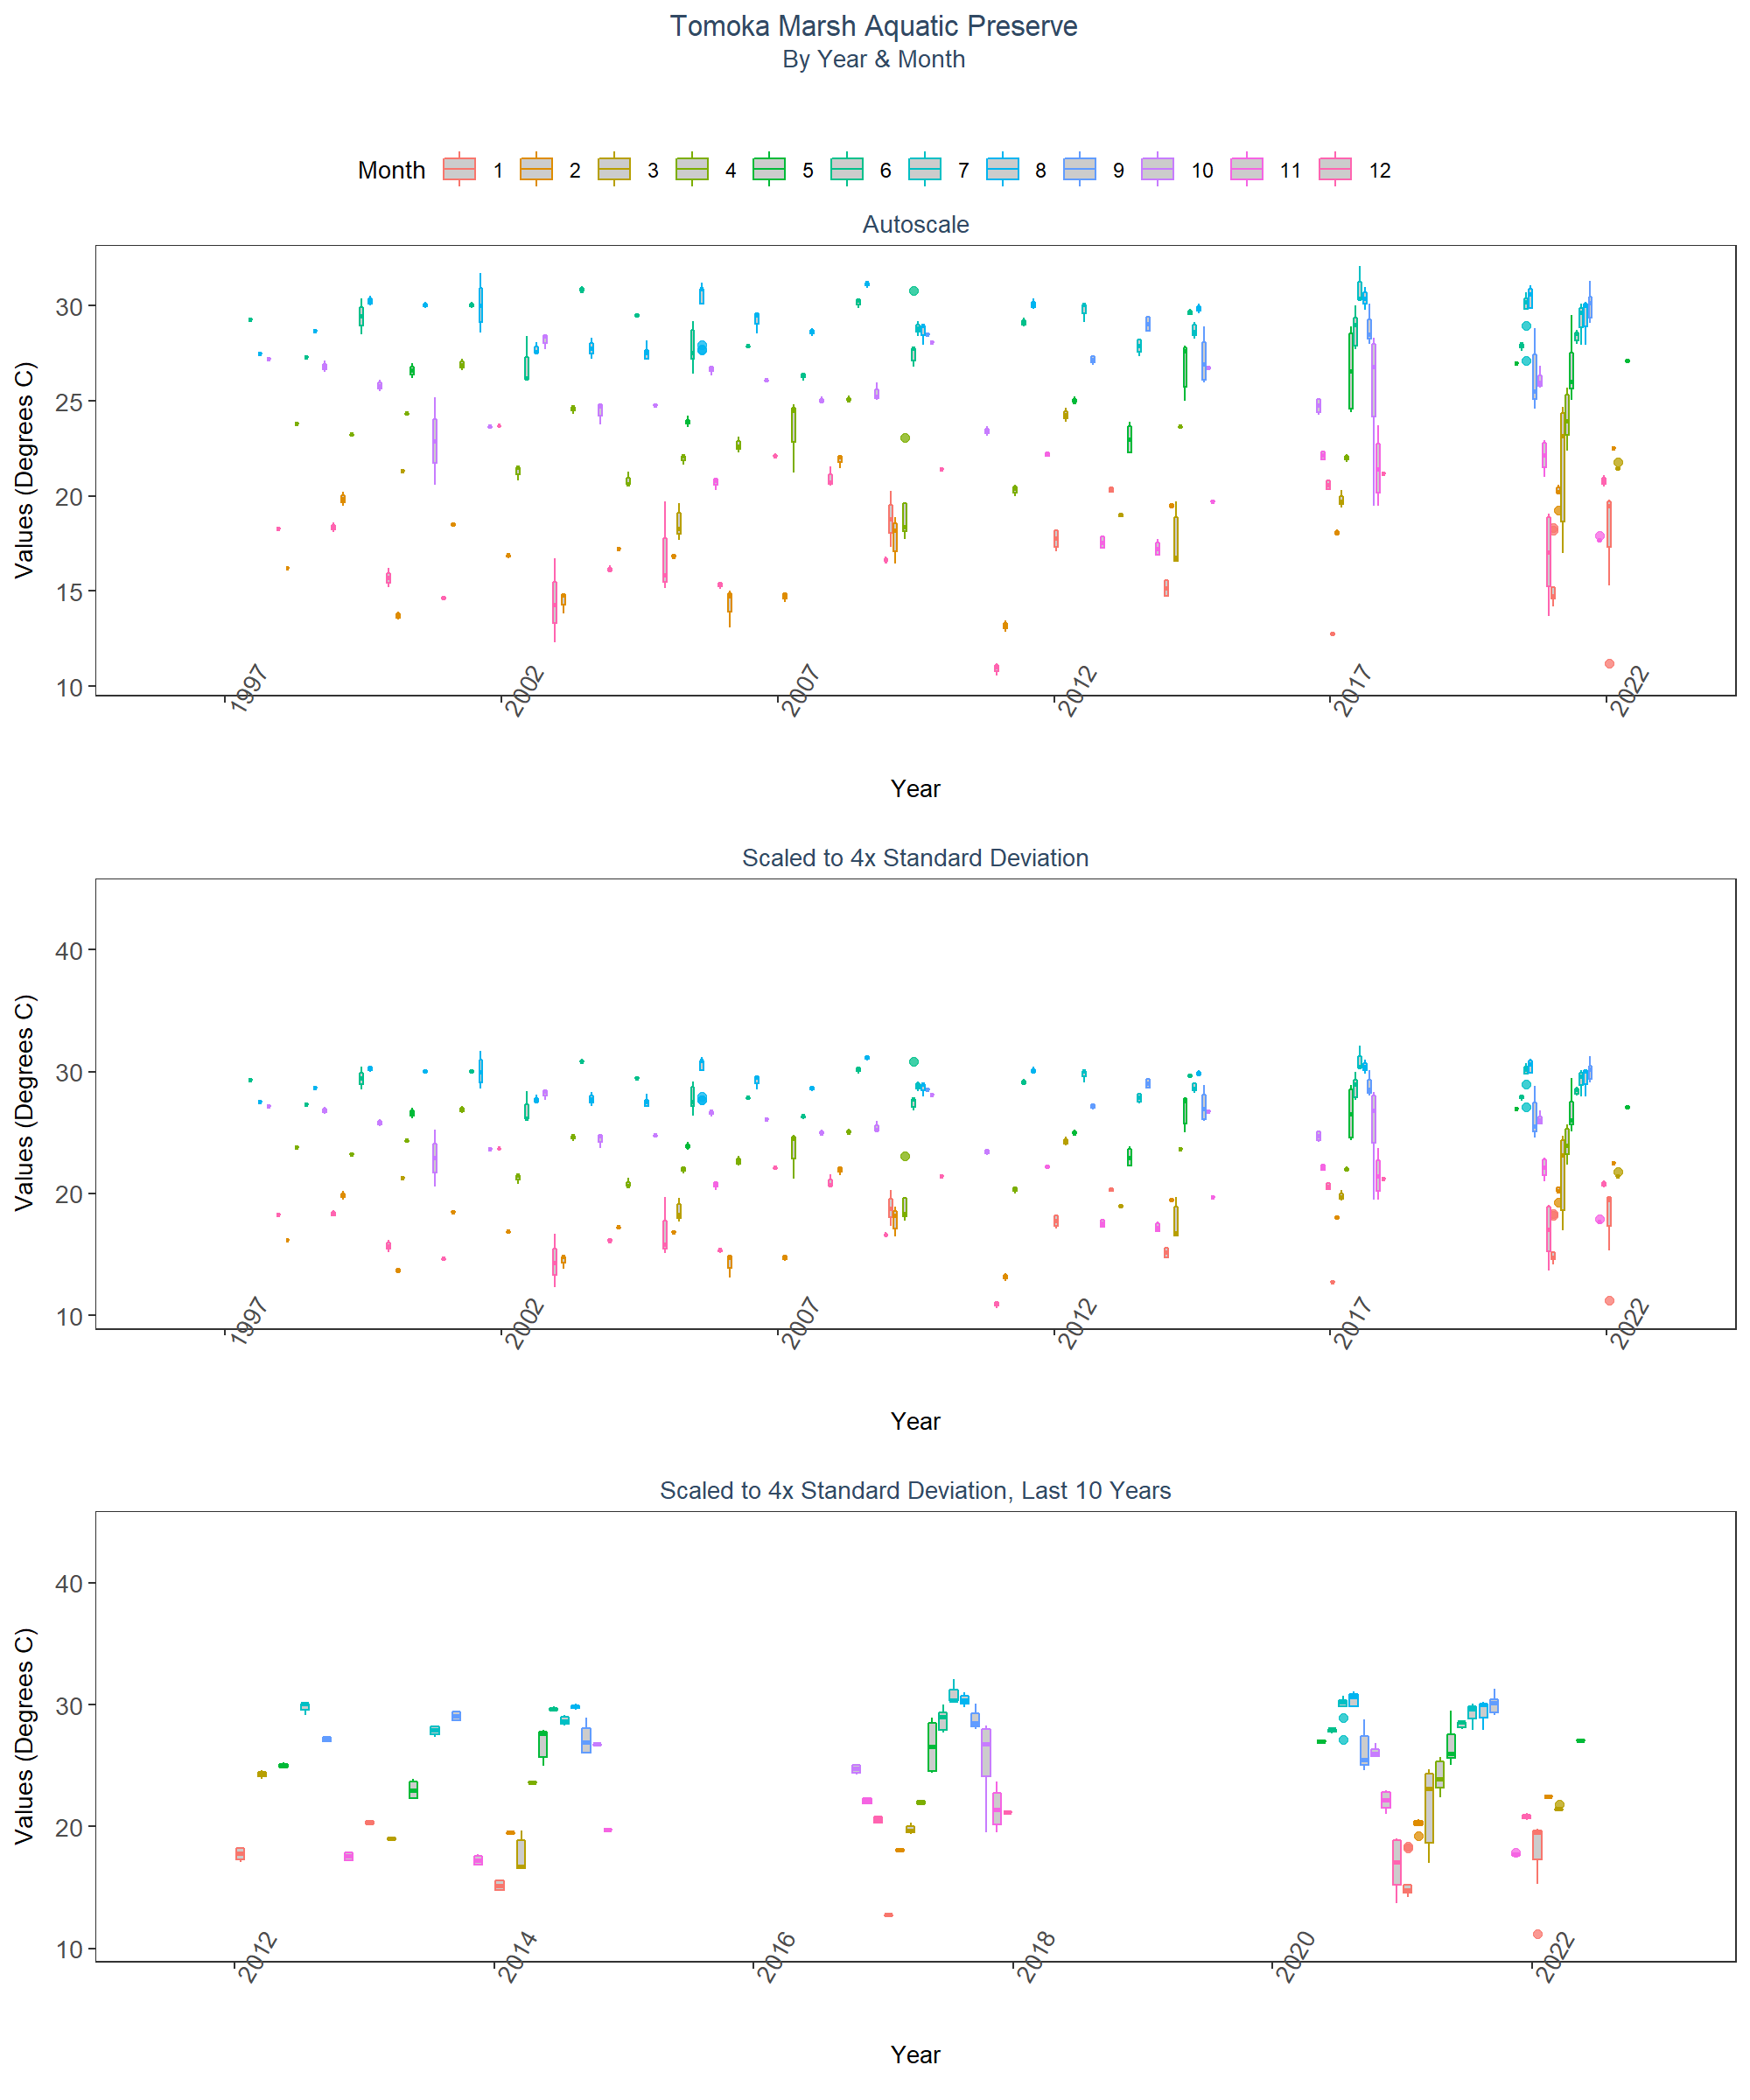 Tomoka Marsh Aquatic Preserve
By Year & Month
Month 1 2 3 4 5 6 7 8 9 10 11 12
Autoscale
Values (Degrees C)
30
25
20
15
10
1997 2002 2007 2012 2017 2022
Year
Scaled to 4x Standard Deviation
Values (Degrees C)
40
30
20
10
1997 2002 2007 2012 2017 2022
Year
Scaled to 4x Standard Deviation, Last 10 Years
Values (Degrees C)
40
30
20
10
2012 2014 2016 2018 2020 2022
Year